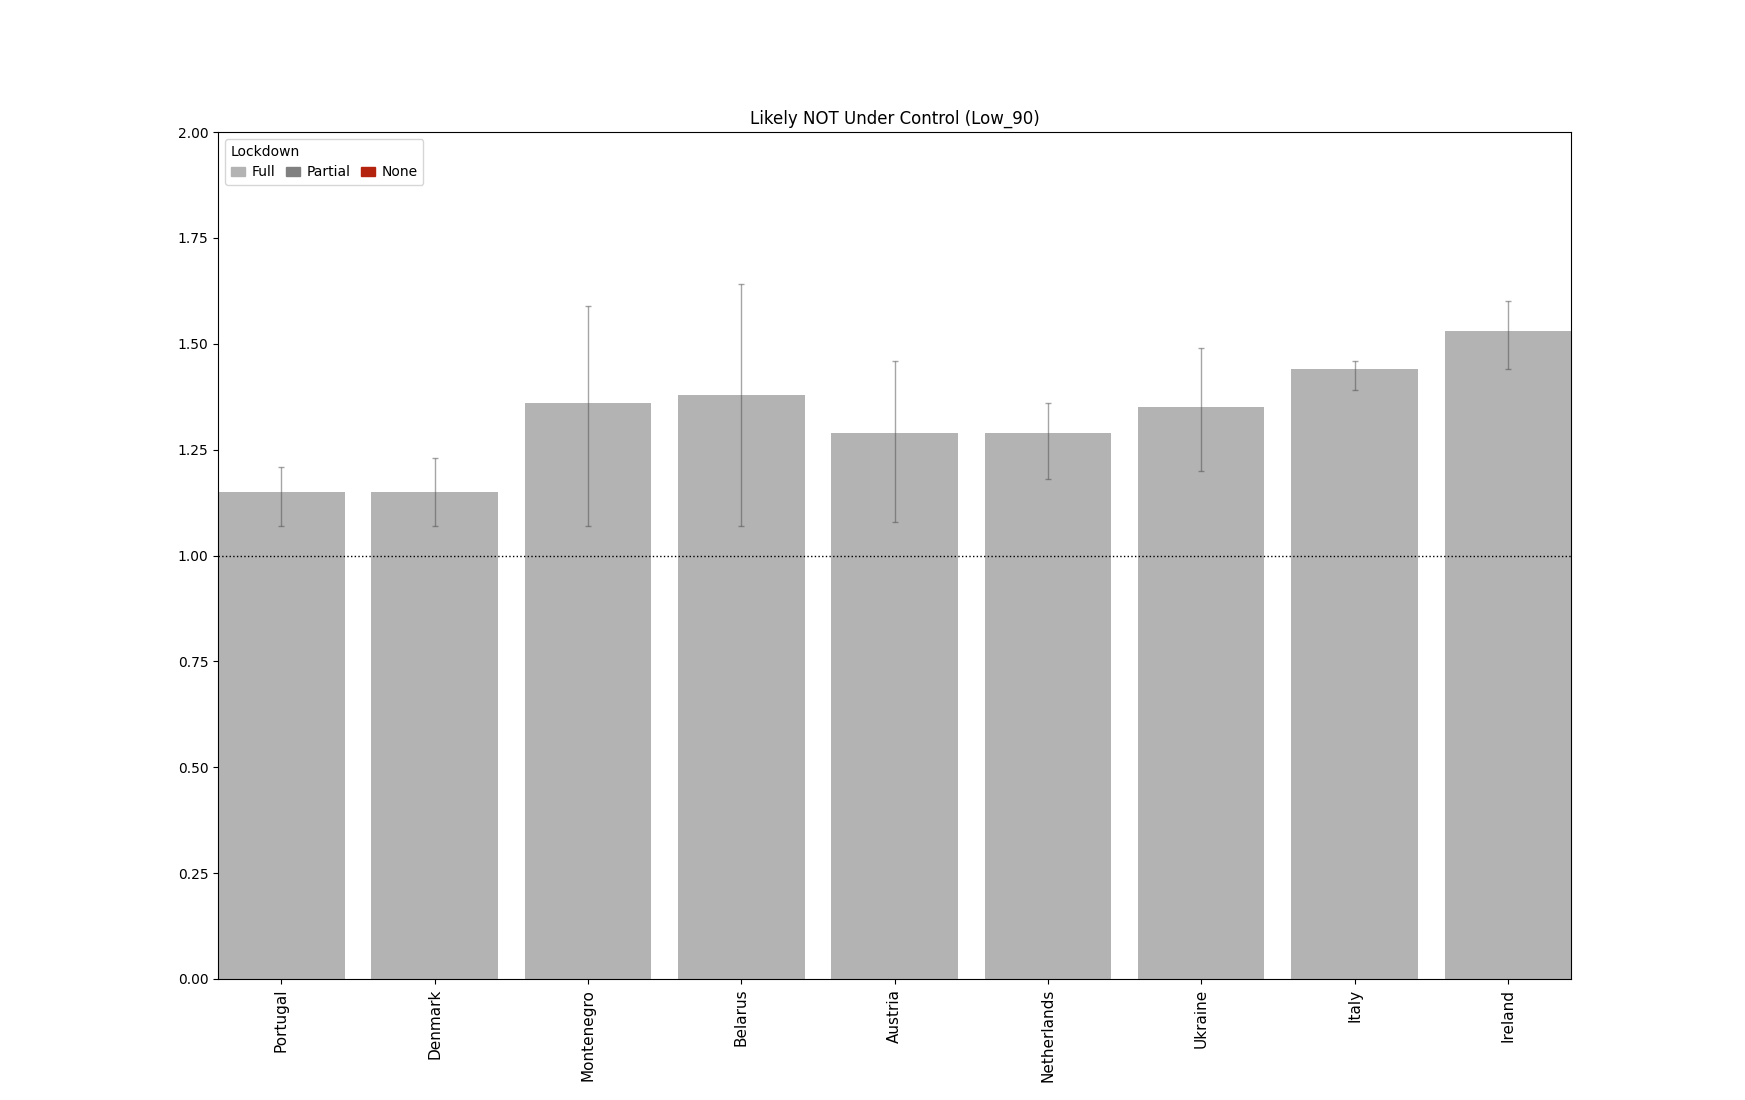 Likely NOT Under Control (Low_90)
Lockdown
Full Partial None
2.00
1.75
1.50
1.25
1.00
0.75
0.50
0.25
0.00
Portugal
Denmark
Montenegro
Belarus
Austria
Netherlands
Ukraine
Italy
Ireland